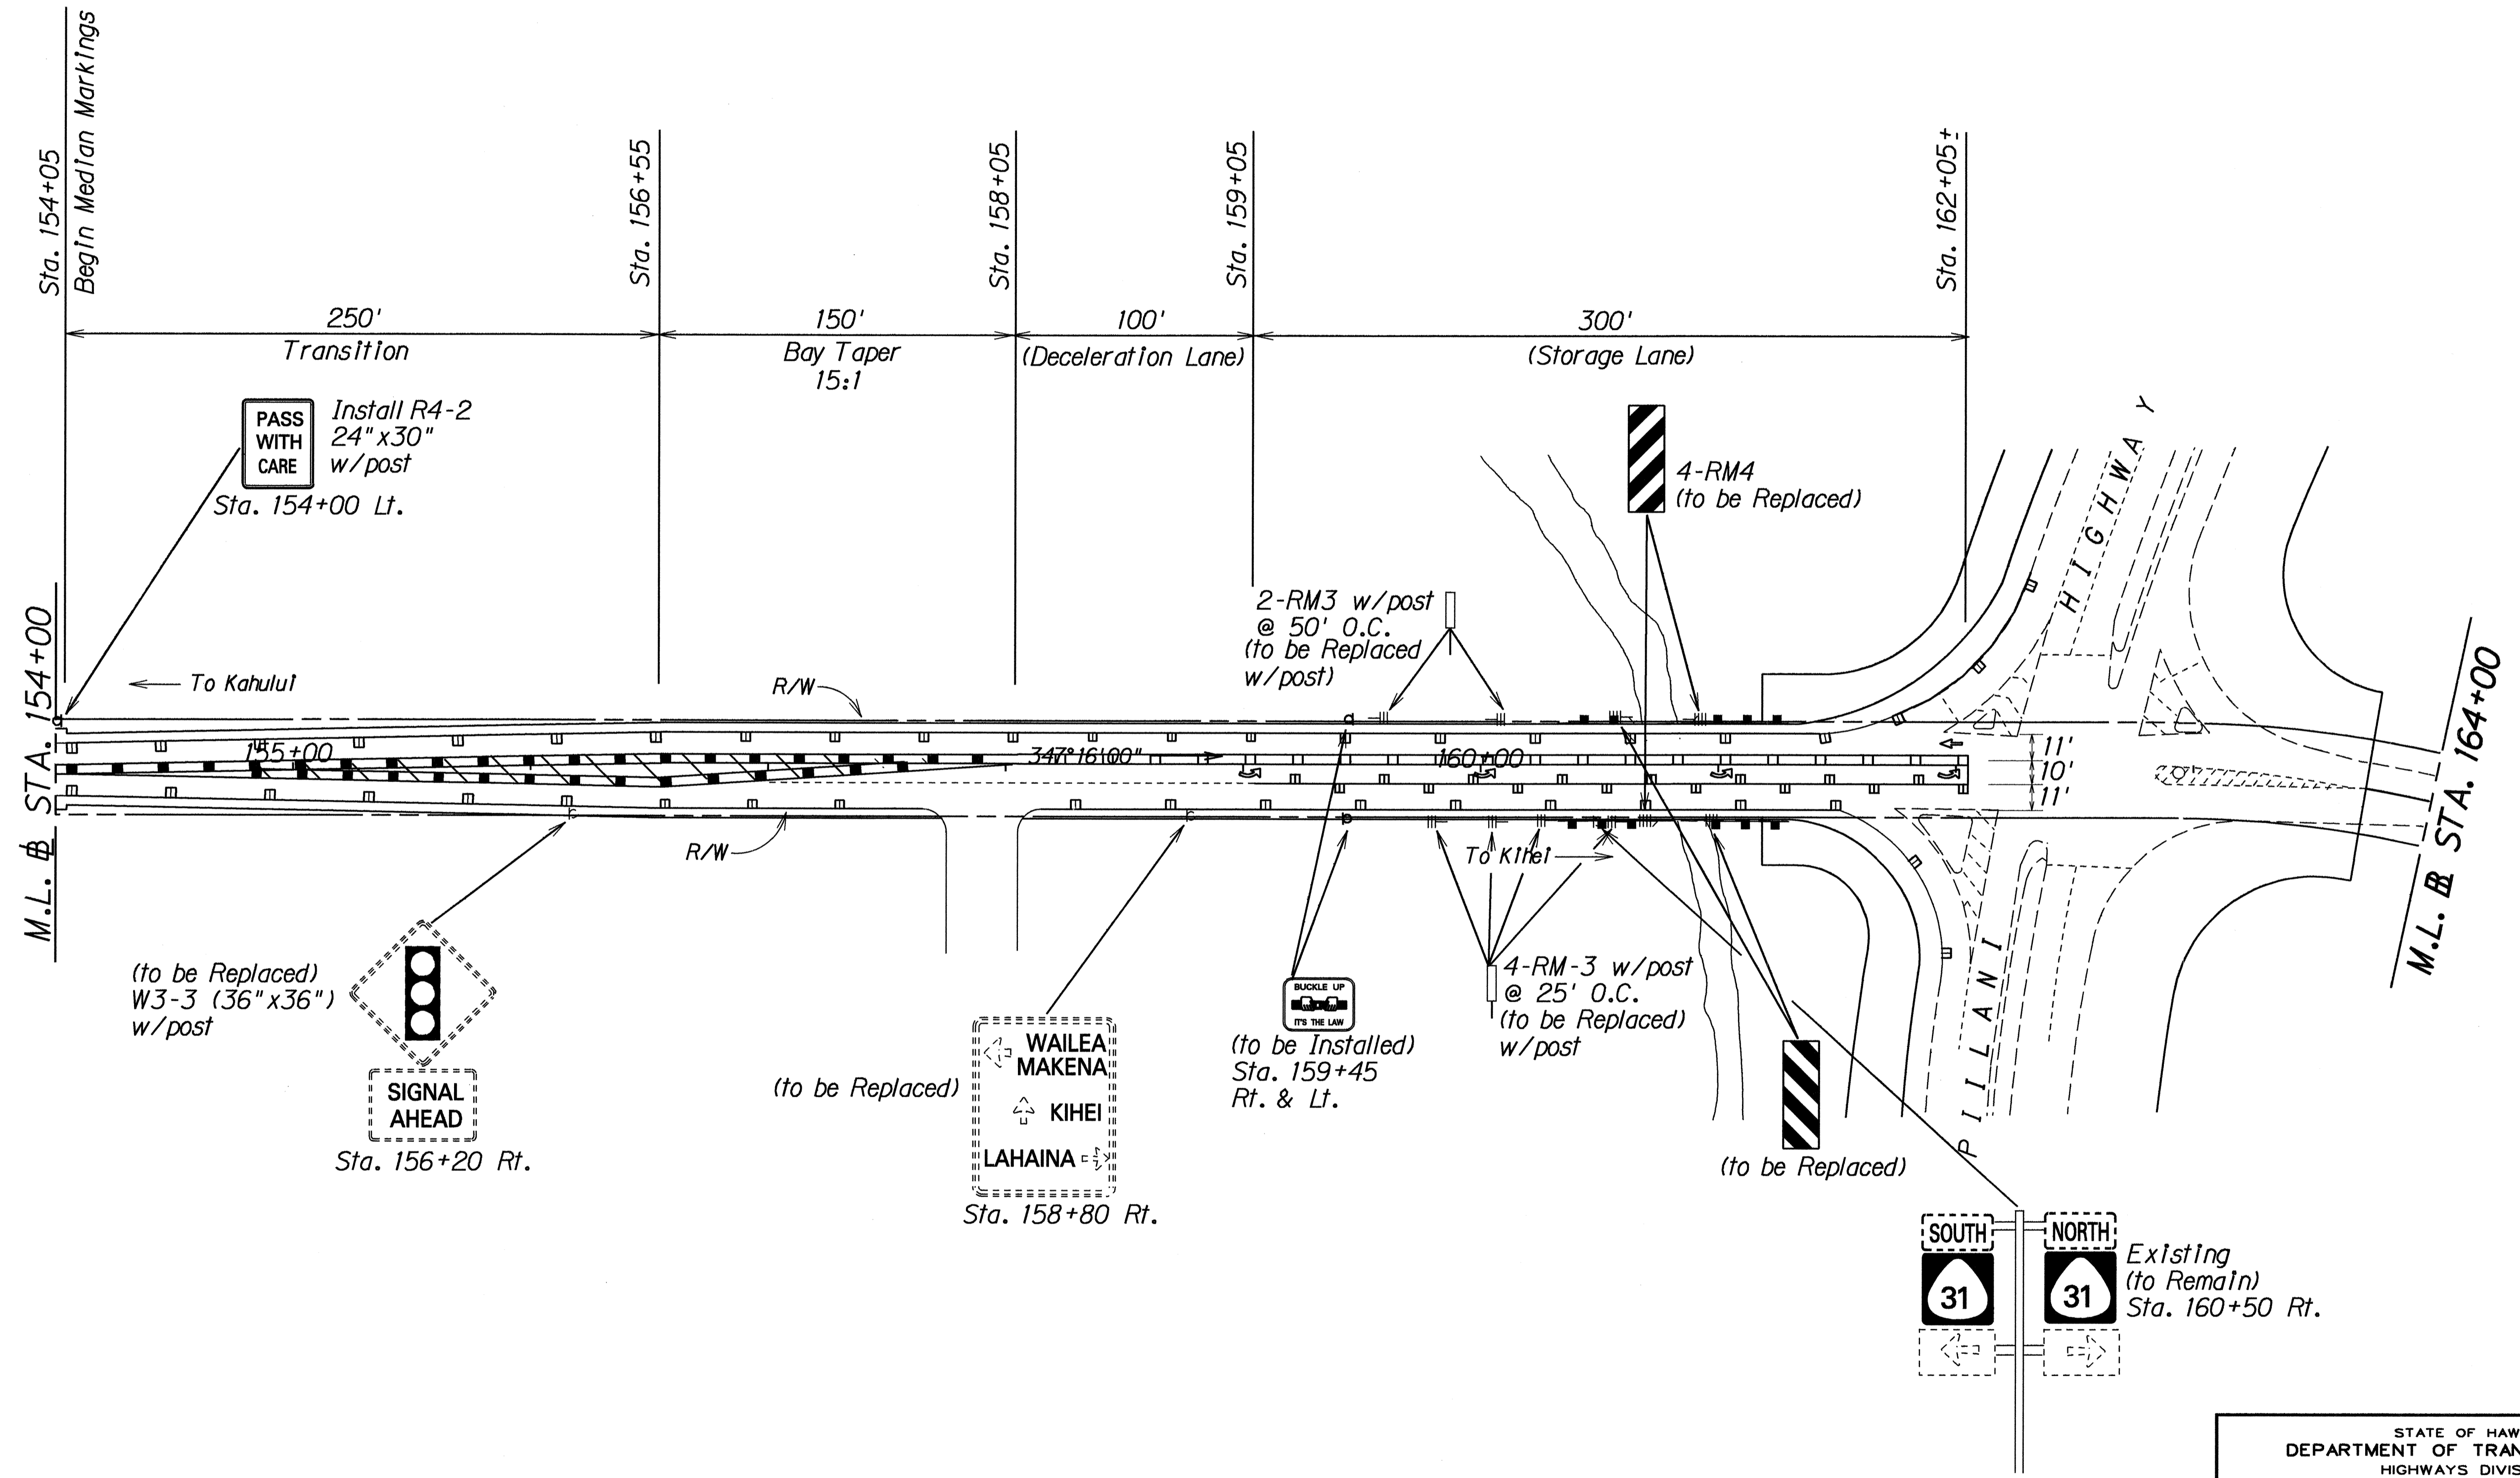 Sta. 154+05
Begin Median Markings
Sta. 156+55
Sta. 158+05
Sta. 159+05
Sta. 162+05±
250'
Transition
150'
Bay Taper
15:1
100'
(Deceleration Lane)
300'
(Storage Lane)
PASS
WITH
CARE
Install R4-2
24"x30"
w/post
Sta. 154+00 Lt.
4-RM4
(to be Replaced)
2-RM3 w/post
@ 50' O.C.
(to be Replaced
w/post)
HIGHWAY
To Kahului
R/W
M.L. BL STA. 154+00
155+00
347°16'00"
160+00
11'
10'
11'
M.L. BL STA. 164+00
R/W
To Kihei
(to be Replaced)
W3-3 (36"x36")
w/post
SIGNAL
AHEAD
Sta. 156+20 Rt.
(to be Replaced)
WAILEA
MAKENA
KIHEI
LAHAINA
Sta. 158+80 Rt.
BUCKLE UP
IT'S THE LAW
(to be Installed)
Sta. 159+45
Rt. & Lt.
4-RM-3 w/post
@ 25' O.C.
(to be Replaced)
w/post
(to be Replaced)
PIILANI
SOUTH
31
NORTH
31
Existing
(to Remain)
Sta. 160+50 Rt.
STATE OF HAW
DEPARTMENT OF TRAN
HIGHWAYS DIVIS